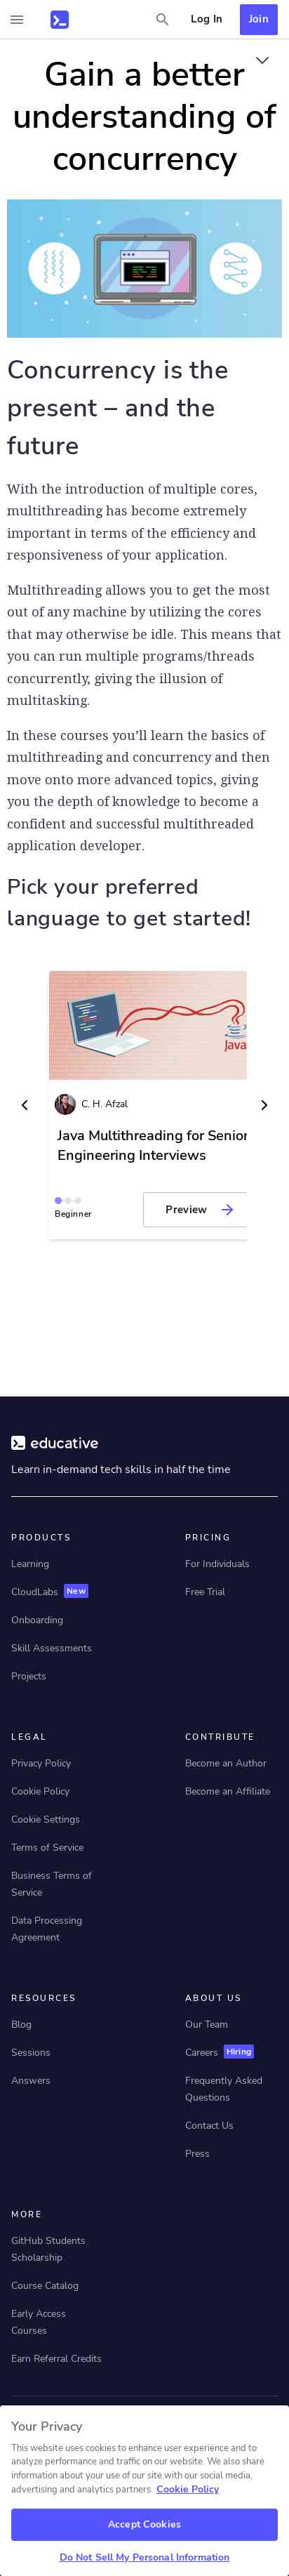 Log In
Join
Gain a better
understanding of
concurrency
Concurrency is the
present – and the
future
With the introduction of multiple cores,
multithreading has become extremely
important in terms of the efficiency and
responsiveness of your application.
Multithreading allows you to get the most
out of any machine by utilizing the cores
that may otherwise be idle. This means that
you can run multiple programs/threads
concurrently, giving the illusion of
multitasking.
In these courses you’ll learn the basics of
multithreading and concurrency and then
move onto more advanced topics, giving
you the depth of knowledge to become a
confident and successful multithreaded
application developer.
Pick your preferred
language to get started!
Java
C. H. Afzal
Java Multithreading for Senior
Engineering Interviews
Beginner
Preview
educative
Learn in-demand tech skills in half the time
PRODUCTS
Learning
CloudLabs New
Onboarding
Skill Assessments
Projects
PRICING
For Individuals
Free Trial
LEGAL
Privacy Policy
Cookie Policy
Cookie Settings
Terms of Service
Business Terms of
Service
Data Processing
Agreement
CONTRIBUTE
Become an Author
Become an Affiliate
RESOURCES
Blog
Sessions
Answers
ABOUT US
Our Team
Careers Hiring
Frequently Asked
Questions
Contact Us
Press
MORE
GitHub Students
Scholarship
Course Catalog
Early Access
Courses
Earn Referral Credits
Your Privacy
This website uses cookies to enhance user experience and to
analyze performance and traffic on our website. We also share
information about your use of our site with our social media,
advertising and analytics partners. Cookie Policy
Accept Cookies
Do Not Sell My Personal Information